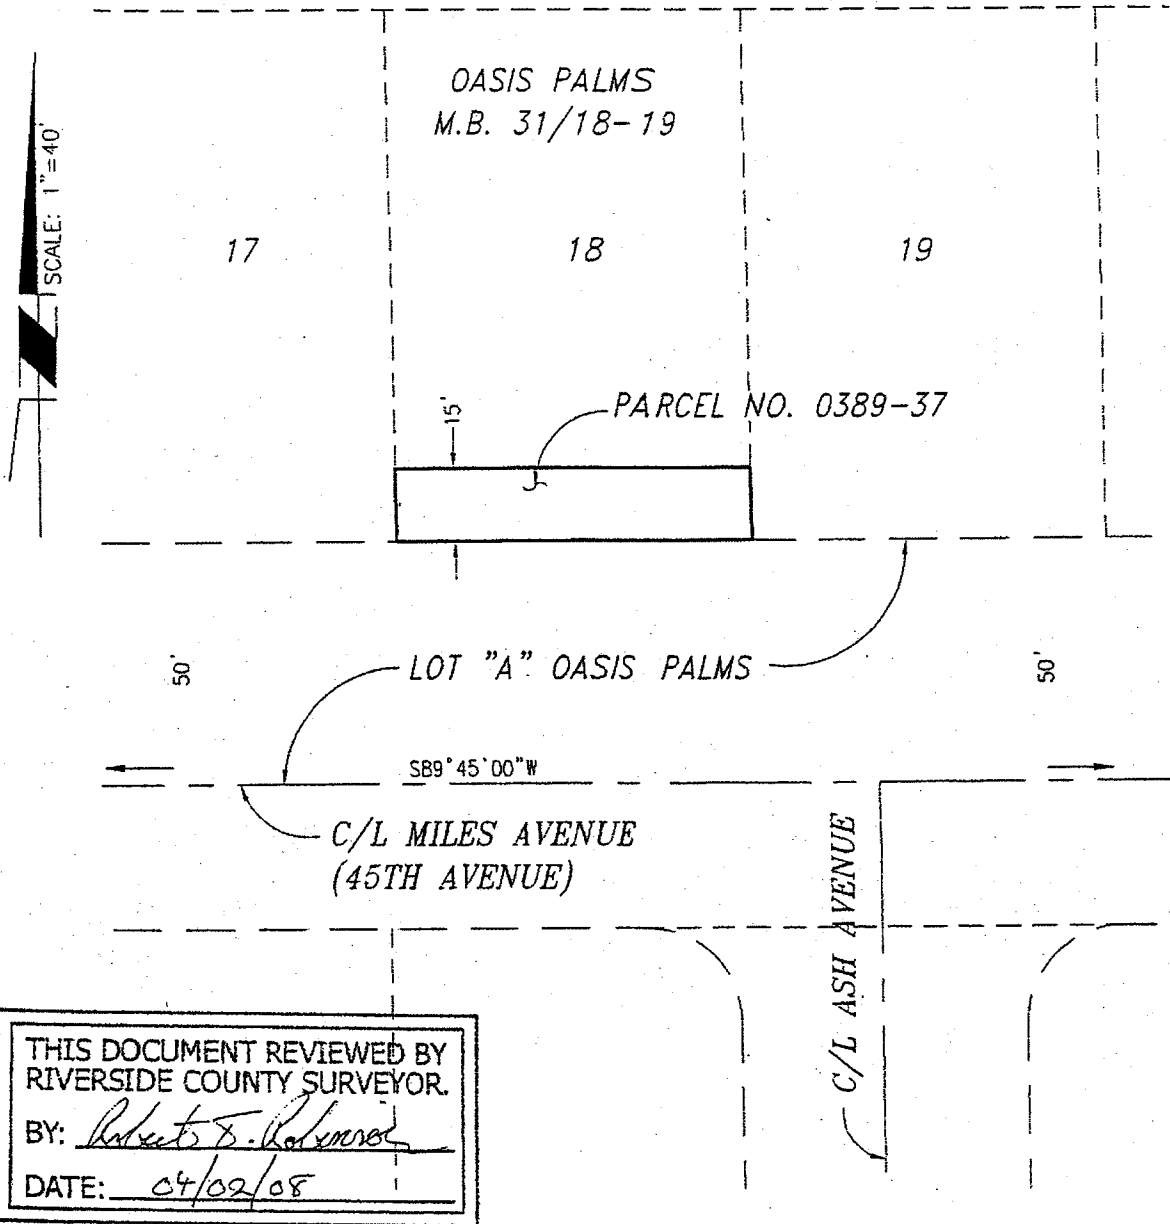 OASIS PALMS
M.B. 31/18-19
SCALE: 1"=40'
17
18
19
15'
PARCEL NO. 0389-37
50'
LOT "A" OASIS PALMS
50'
S89°45'00"W
C/L MILES AVENUE
(45TH AVENUE)
C/L ASH AVENUE
THIS DOCUMENT REVIEWED BY
RIVERSIDE COUNTY SURVEYOR.
BY: Robert F. Robinson
DATE: 04/02/08